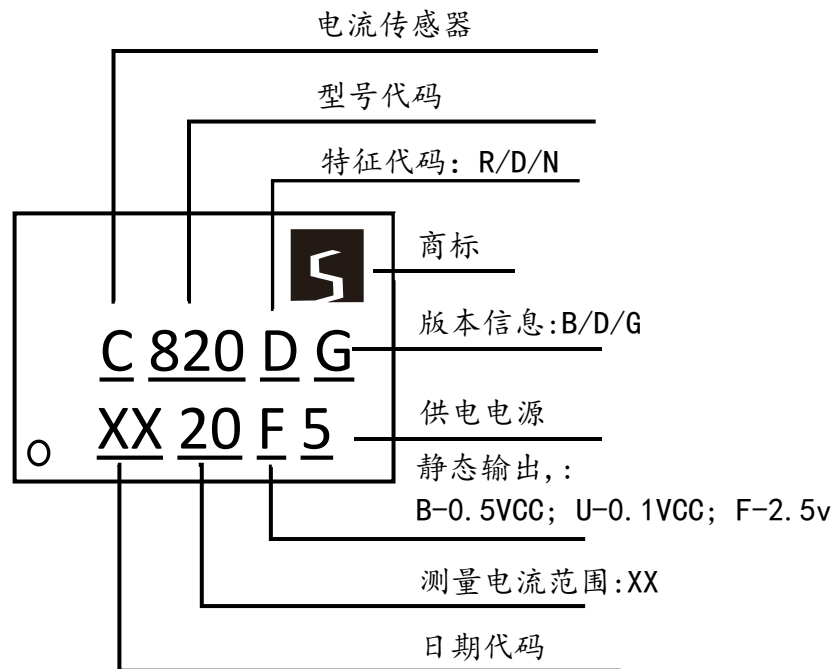 电流传感器
型号代码
特征代码: R/D/N
商标
版本信息:B/D/G
C 820 D G
供电电源
XX 20 F 5
静态输出,:
B-0.5VCC; U-0.1VCC; F-2.5v
测量电流范围:XX
日期代码